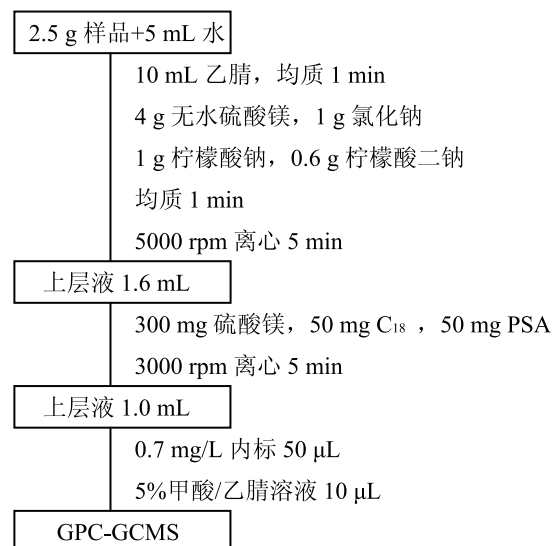 2.5 g 样品+5 mL 水
10 mL 乙腈，均质 1 min
4 g 无水硫酸镁，1 g 氯化钠
1 g 柠檬酸钠，0.6 g 柠檬酸二钠
均质 1 min
5000 rpm 离心 5 min
上层液 1.6 mL
300 mg 硫酸镁，50 mg C₁₈ ，50 mg PSA
3000 rpm 离心 5 min
上层液 1.0 mL
0.7 mg/L 内标 50 μL
5%甲酸/乙腈溶液 10 μL
GPC-GCMS